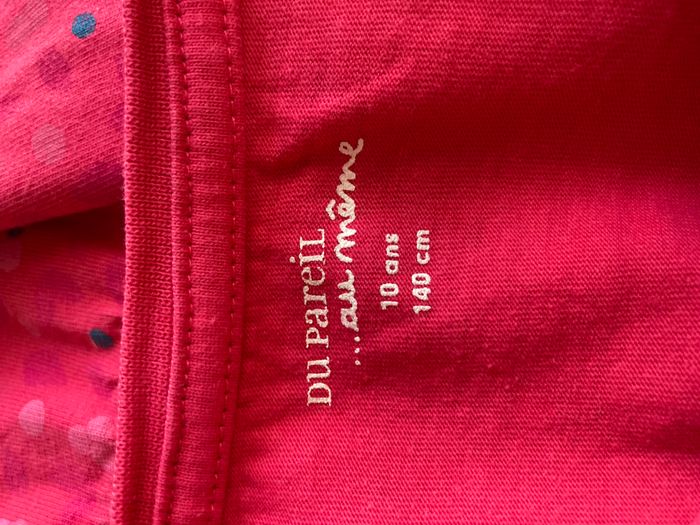 DU PareiL
...au même
10 ans
140 cm